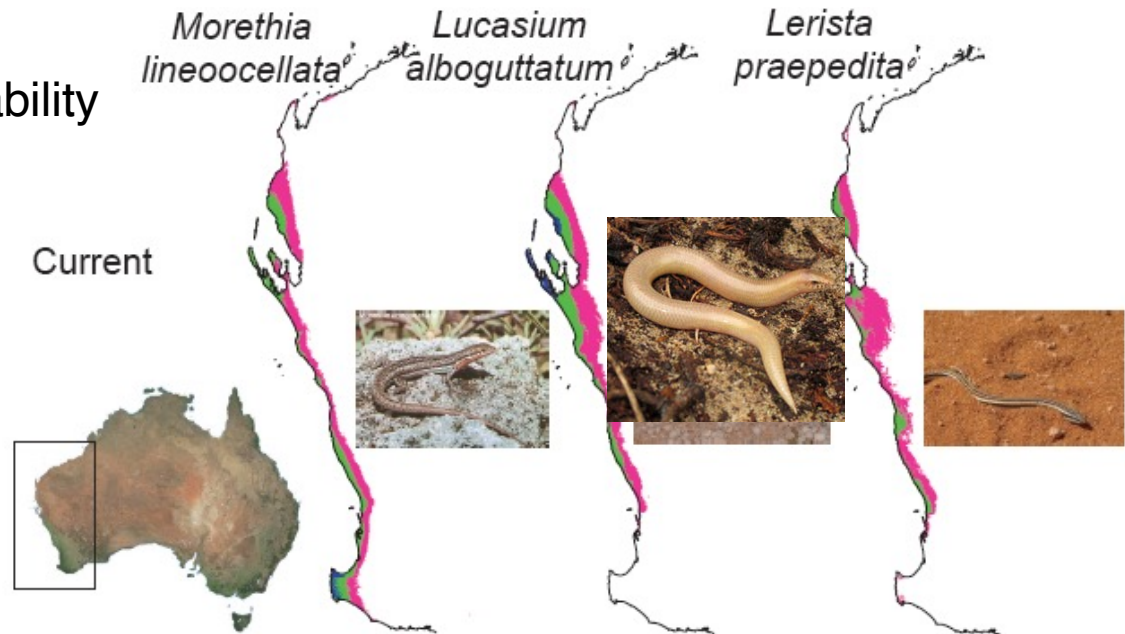 Morethia
lineoocellata
Lucasium
alboguttatum
Lerista
praepedita
ability
Current